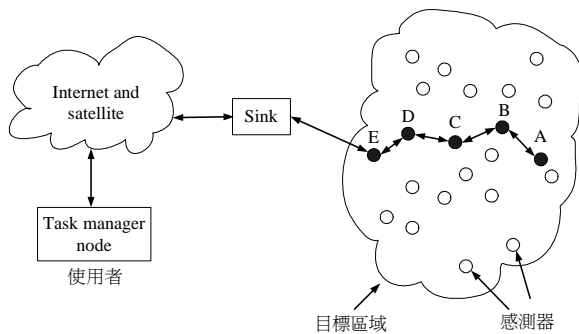 Internet and
satellite
Sink
Task manager
node
使用者
E
D
C
B
A
目標區域
感測器